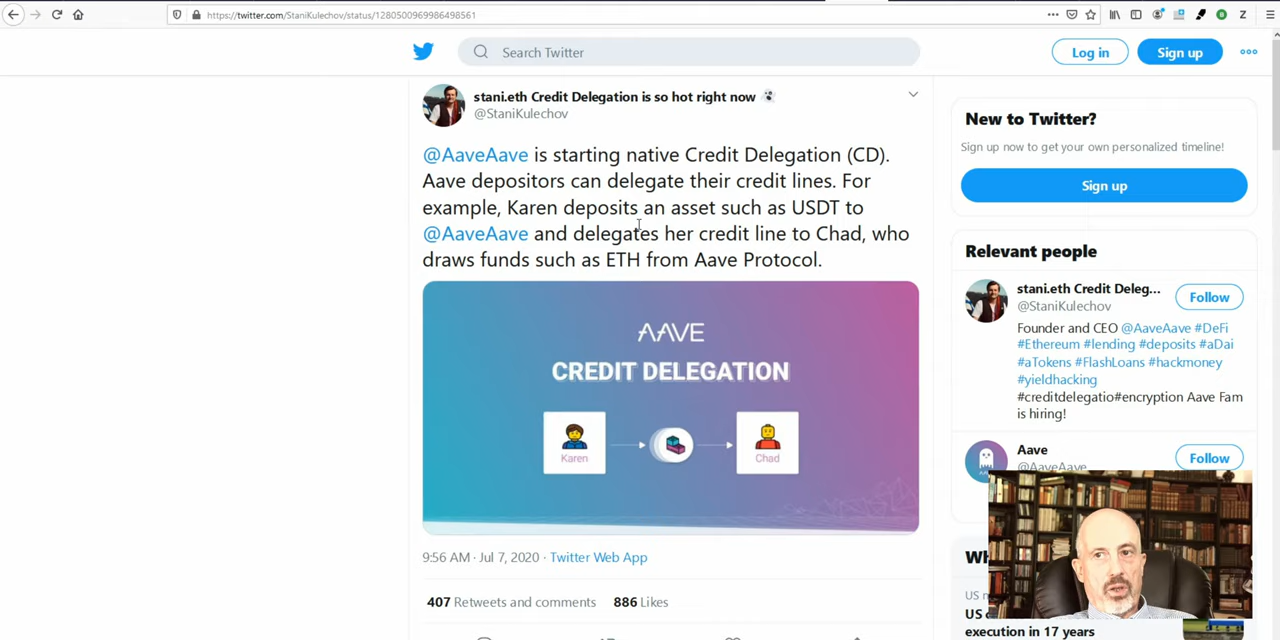 https://twitter.com/StaniKulechov/status/1280500969986498561
Z
Search Twitter
Log in
Sign up
stani.eth Credit Delegation is so hot right now
@StaniKulechov
@AaveAave is starting native Credit Delegation (CD).
Aave depositors can delegate their credit lines. For
example, Karen deposits an asset such as USDT to
@AaveAave and delegates her credit line to Chad, who
draws funds such as ETH from Aave Protocol.
AAVE
CREDIT DELEGATION
Karen
Chad
9:56 AM · Jul 7, 2020 · Twitter Web App
407 Retweets and comments 886 Likes
New to Twitter?
Sign up now to get your own personalized timeline!
Sign up
Relevant people
stani.eth Credit Deleg...
@StaniKulechov
Follow
Founder and CEO @AaveAave #DeFi
#Ethereum #lending #deposits #aDai
#aTokens #FlashLoans #hackmoney
#yieldhacking
#creditdelegatio#encryption Aave Fam
is hiring!
Aave
@AaveAave
Follow
US
execution in 17 years